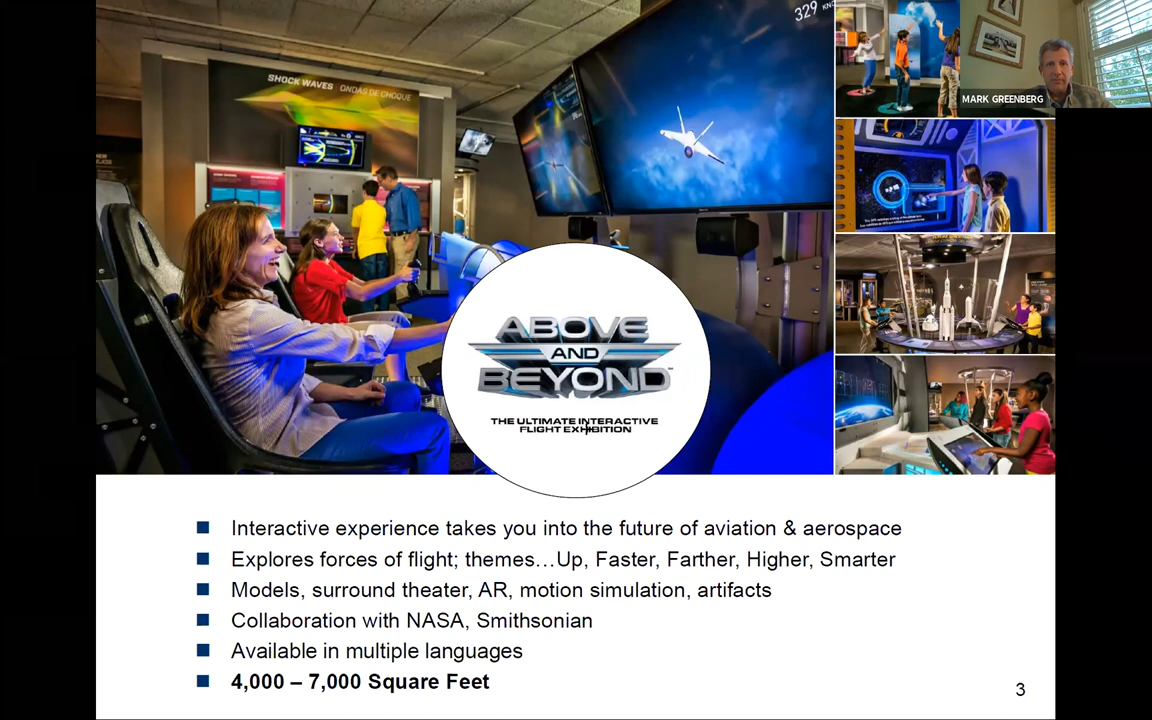 329 KNO
SHOCK WAVES ONDAS DE CHOQUE
MARK GREENBERG
ABOVE
AND
BEYOND™
THE ULTIMATE INTERACTIVE
FLIGHT EXHIBITION
Interactive experience takes you into the future of aviation & aerospace
Explores forces of flight; themes…Up, Faster, Farther, Higher, Smarter
Models, surround theater, AR, motion simulation, artifacts
Collaboration with NASA, Smithsonian
Available in multiple languages
4,000 – 7,000 Square Feet
3